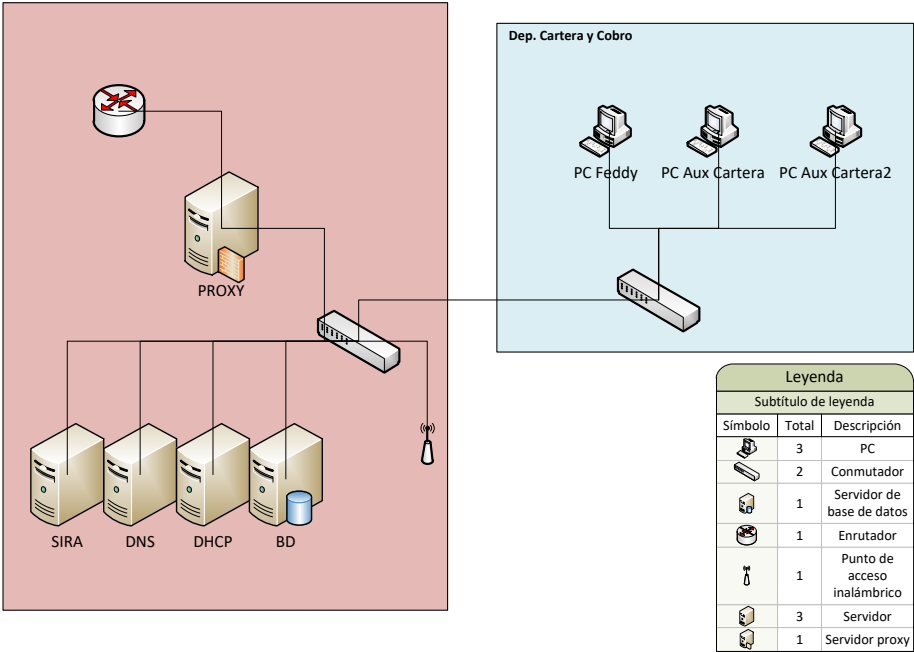 Dep. Cartera y Cobro
PC Feddy
PC Aux Cartera
PC Aux Cartera2
PROXY
SIRA
DNS
DHCP
BD
Leyenda
Subtítulo de leyenda
Símbolo Total Descripción
3 PC
2 Conmutador
1 Servidor de
base de datos
1 Enrutador
1 Punto de
acceso
inalámbrico
3 Servidor
1 Servidor proxy